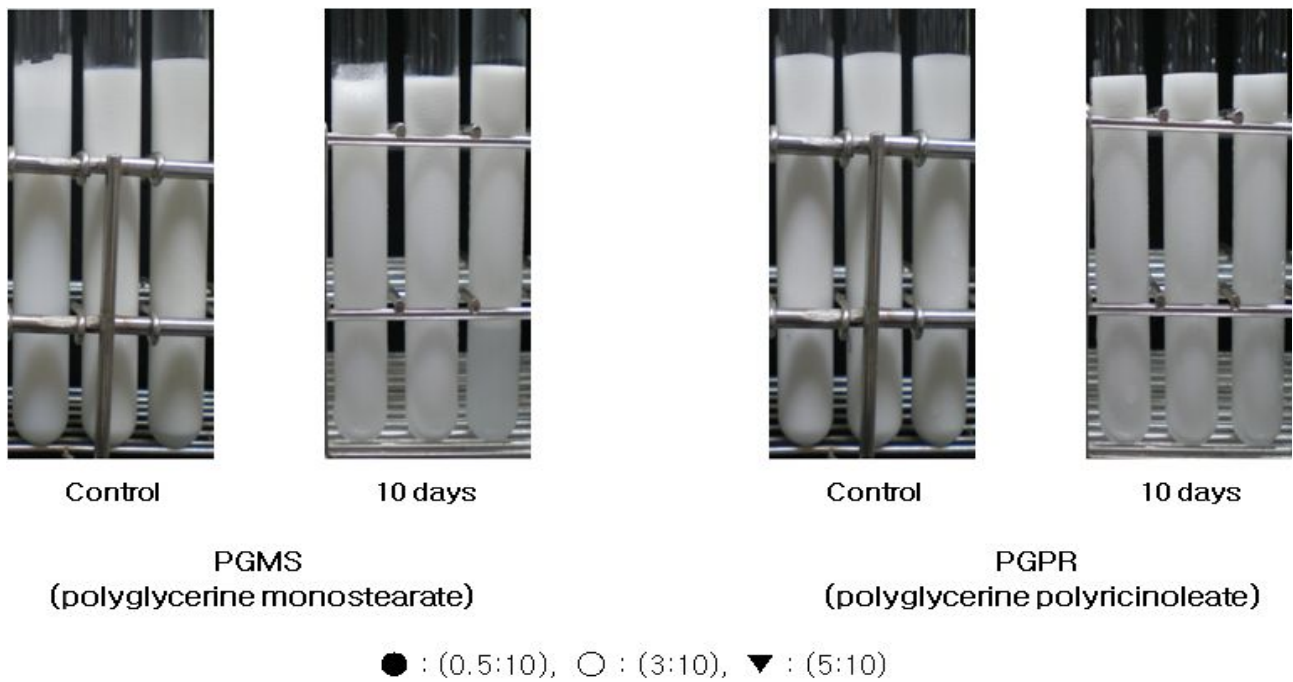 Control
10 days
Control
10 days
PGMS
(polyglycerine monostearate)
PGPR
(polyglycerine polyricinoleate)
● : (0.5:10), ○ : (3:10), ▼ : (5:10)